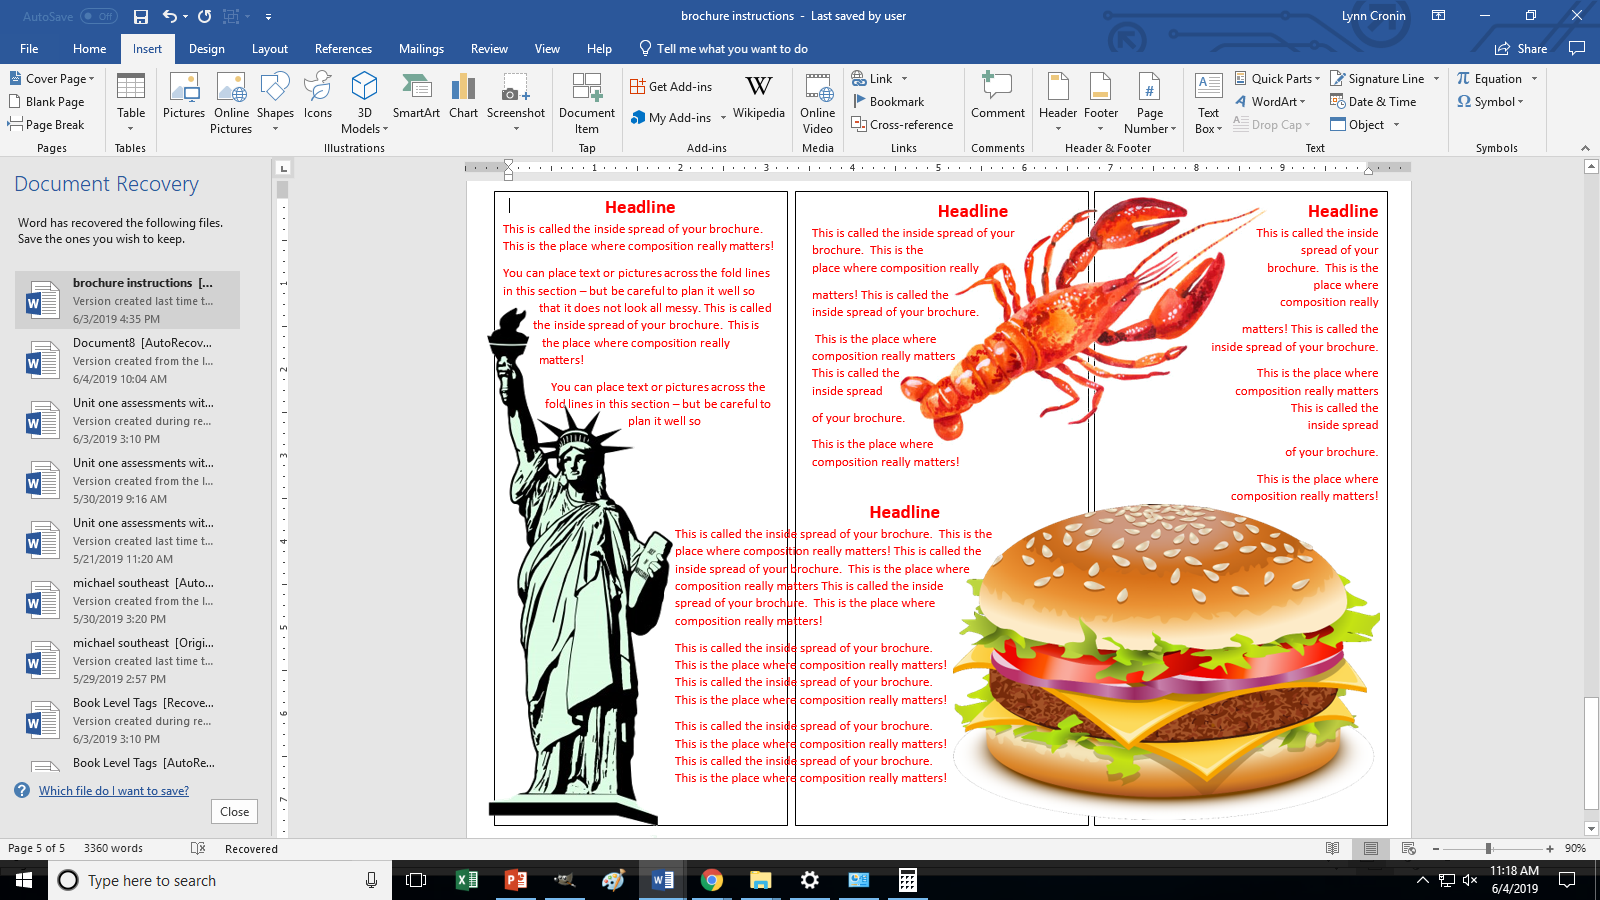 AutoSave Off
brochure instructions - Last saved by user
Lynn Cronin
File Home Insert Design Layout References Mailings Review View Help Tell me what you want to do
Share
Cover Page
Blank Page
Page Break
Pages
Table
Tables
Pictures
Online Pictures
Shapes
Icons
3D Models
SmartArt
Chart
Screenshot
Illustrations
Document Item
Tap
Get Add-ins
My Add-ins
W
Wikipedia
Add-ins
Online Video
Media
Link
Bookmark
Cross-reference
Links
Comment
Comments
Header
Footer
Page Number
Header & Footer
Text Box
Quick Parts
WordArt
Drop Cap
Signature Line
Date & Time
Object
Text
Equation
Symbol
Symbols
Document Recovery
Word has recovered the following files.
Save the ones you wish to keep.
brochure instructions [...
Version created last time t...
6/3/2019 4:35 PM
Document8 [AutoRecov...
Version created from the l...
6/4/2019 10:04 AM
Unit one assessments wit...
Version created during re...
6/3/2019 3:10 PM
Unit one assessments wit...
Version created from the l...
5/30/2019 9:16 AM
Unit one assessments wit...
Version created last time t...
5/21/2019 11:20 AM
michael southeast [Auto...
Version created from the l...
5/30/2019 3:20 PM
michael southeast [Origi...
Version created last time t...
5/29/2019 2:57 PM
Book Level Tags [Recove...
Version created during re...
6/3/2019 3:10 PM
Book Level Tags [AutoRe...
Which file do I want to save?
Close
1 2 3 4 5 6 7 8 9
1
2
3
4
5
6
7
Headline
This is called the inside spread of your brochure.
This is the place where composition really matters!
You can place text or pictures across the fold lines
in this section – but be careful to plan it well so
that it does not look all messy. This is called
the inside spread of your brochure. This is
the place where composition really
matters!
You can place text or pictures across the
fold lines in this section – but be careful to
plan it well so
Headline
This is called the inside spread of your
brochure. This is the
place where composition really
matters! This is called the
inside spread of your brochure.
This is the place where
composition really matters
This is called the
inside spread
of your brochure.
This is the place where
composition really matters!
Headline
This is called the inside
spread of your
brochure. This is the
place where
composition really
matters! This is called the
inside spread of your brochure.
This is the place where
composition really matters
This is called the
inside spread
of your brochure.
This is the place where
composition really matters!
Headline
This is called the inside spread of your brochure. This is the
place where composition really matters! This is called the
inside spread of your brochure. This is the place where
composition really matters This is called the inside
spread of your brochure. This is the place where
composition really matters!
This is called the inside spread of your brochure.
This is the place where composition really matters!
This is called the inside spread of your brochure.
This is the place where composition really matters!
This is called the inside spread of your brochure.
This is the place where composition really matters!
This is called the inside spread of your brochure.
This is the place where composition really matters!
Page 5 of 5 3360 words Recovered
90%
Type here to search
11:18 AM
6/4/2019